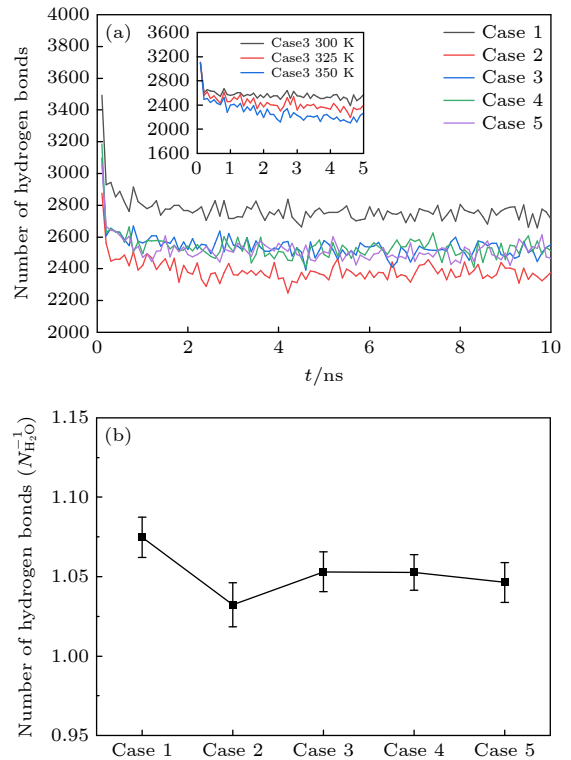 (a)
Number of hydrogen bonds
4000
3800
3600
3400
3200
3000
2800
2600
2400
2200
2000
0
2
4
6
8
10
t/ns
Case 1
Case 2
Case 3
Case 4
Case 5
3600
3200
2800
2400
2000
1600
0
1
2
3
4
5
Case3 300 K
Case3 325 K
Case3 350 K
(b)
Number of hydrogen bonds (N_{H_2O}^{-1})
1.15
1.10
1.05
1.00
0.95
Case 1
Case 2
Case 3
Case 4
Case 5